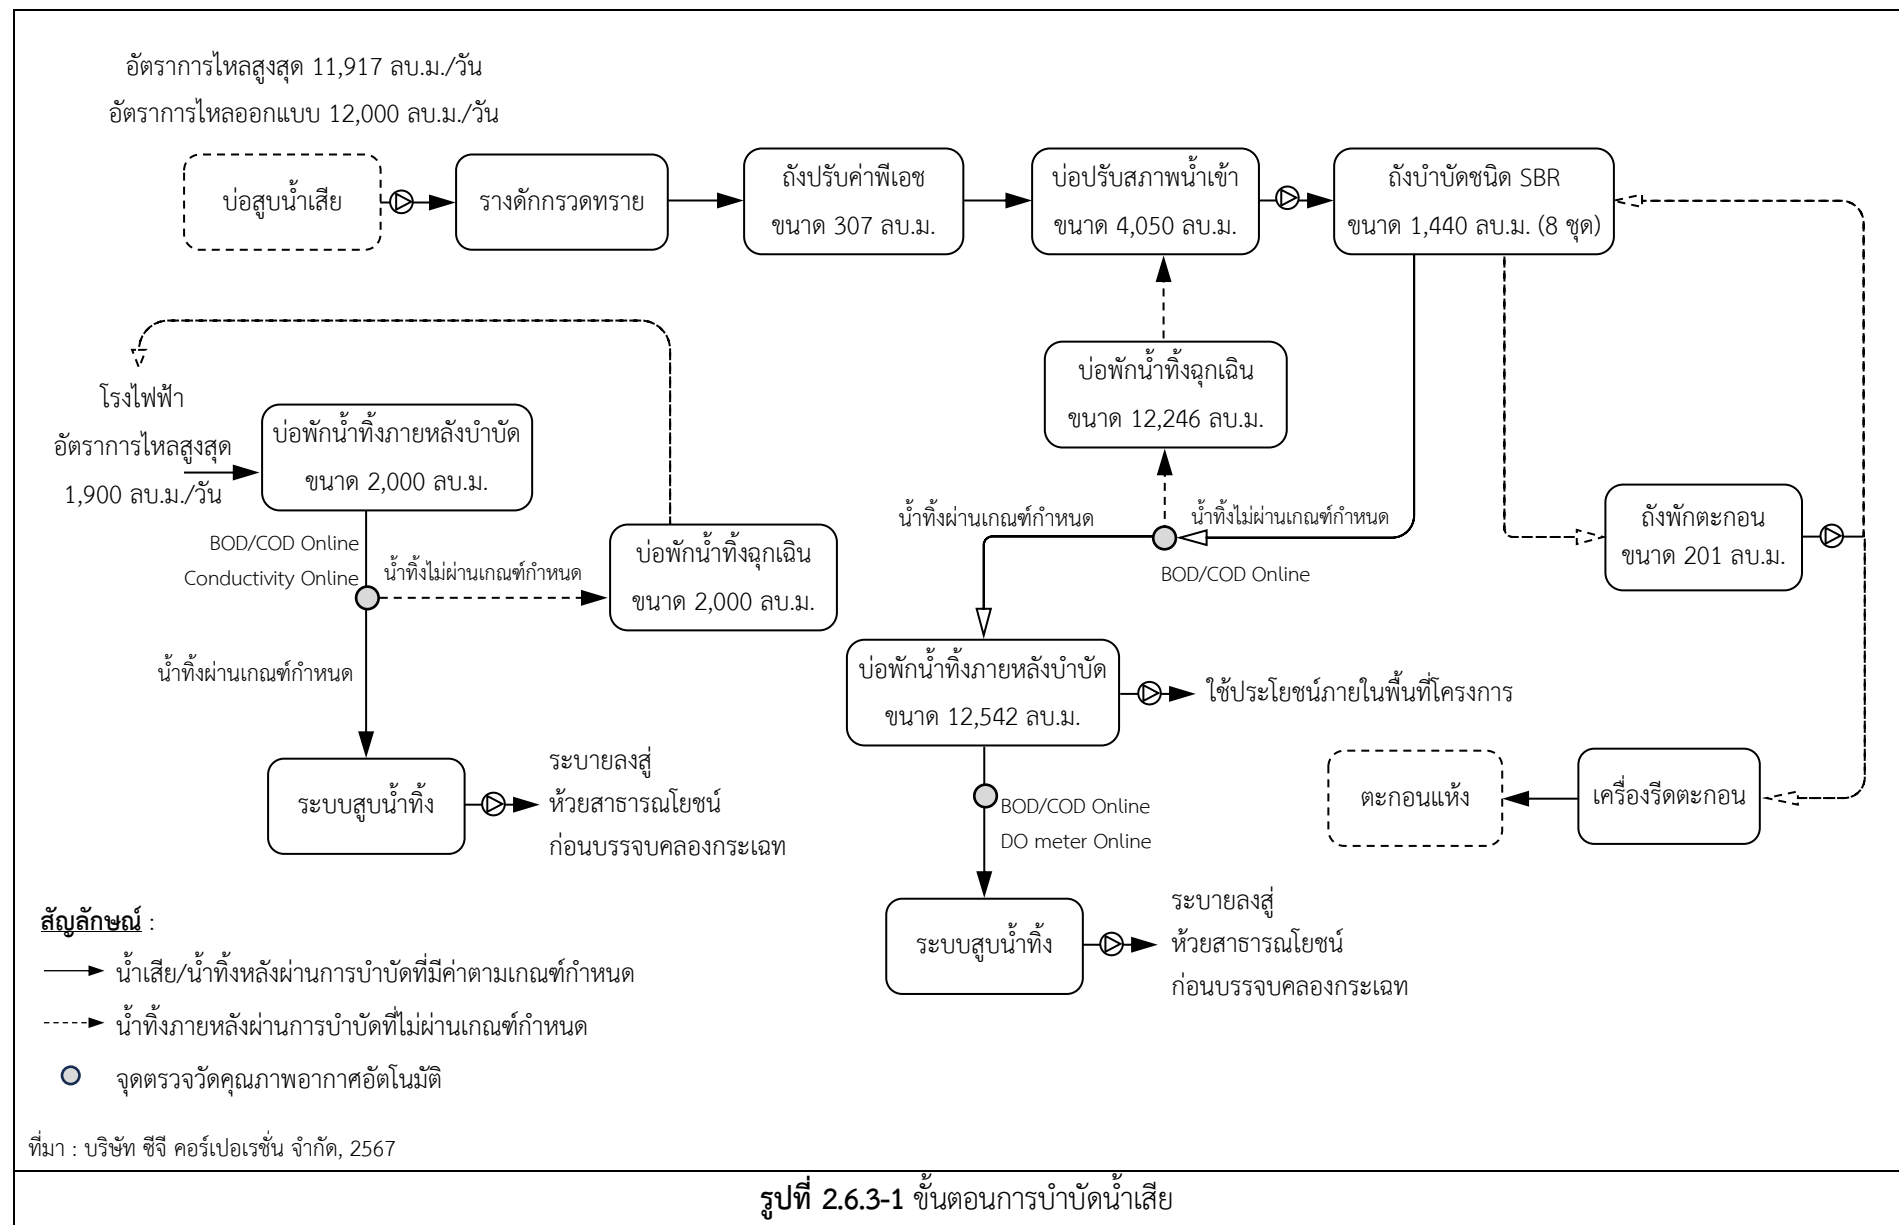 อัตราการไหลสูงสุด 11,917 ลบ.ม./วัน
อัตราการไหลออกแบบ 12,000 ลบ.ม./วัน
บ่อสูบน้ำเสีย
รางดักกรวดทราย
ถังปรับค่าพีเอช
ขนาด 307 ลบ.ม.
บ่อปรับสภาพน้ำเข้า
ขนาด 4,050 ลบ.ม.
ถังบำบัดชนิด SBR
ขนาด 1,440 ลบ.ม. (8 ชุด)
บ่อพักน้ำทิ้งฉุกเฉิน
ขนาด 12,246 ลบ.ม.
โรงไฟฟ้า
อัตราการไหลสูงสุด
1,900 ลบ.ม./วัน
บ่อพักน้ำทิ้งภายหลังบำบัด
ขนาด 2,000 ลบ.ม.
BOD/COD Online
Conductivity Online
น้ำทิ้งไม่ผ่านเกณฑ์กำหนด
บ่อพักน้ำทิ้งฉุกเฉิน
ขนาด 2,000 ลบ.ม.
น้ำทิ้งผ่านเกณฑ์กำหนด
ระบบสูบน้ำทิ้ง
ระบายลงสู่
ห้วยสาธารณโยชน์
ก่อนบรรจบคลองกระเฉท
น้ำทิ้งผ่านเกณฑ์กำหนด
น้ำทิ้งไม่ผ่านเกณฑ์กำหนด
BOD/COD Online
ถังพักตะกอน
ขนาด 201 ลบ.ม.
บ่อพักน้ำทิ้งภายหลังบำบัด
ขนาด 12,542 ลบ.ม.
ใช้ประโยชน์ภายในพื้นที่โครงการ
BOD/COD Online
DO meter Online
ตะกอนแห้ง
เครื่องรีดตะกอน
ระบบสูบน้ำทิ้ง
ระบายลงสู่
ห้วยสาธารณโยชน์
ก่อนบรรจบคลองกระเฉท
สัญลักษณ์ :
น้ำเสีย/น้ำทิ้งหลังผ่านการบำบัดที่มีค่าตามเกณฑ์กำหนด
น้ำทิ้งภายหลังผ่านการบำบัดที่ไม่ผ่านเกณฑ์กำหนด
จุดตรวจวัดคุณภาพอากาศอัตโนมัติ
ที่มา : บริษัท ซีจี คอร์เปอเรชั่น จำกัด, 2567
รูปที่ 2.6.3-1 ขั้นตอนการบำบัดน้ำเสีย